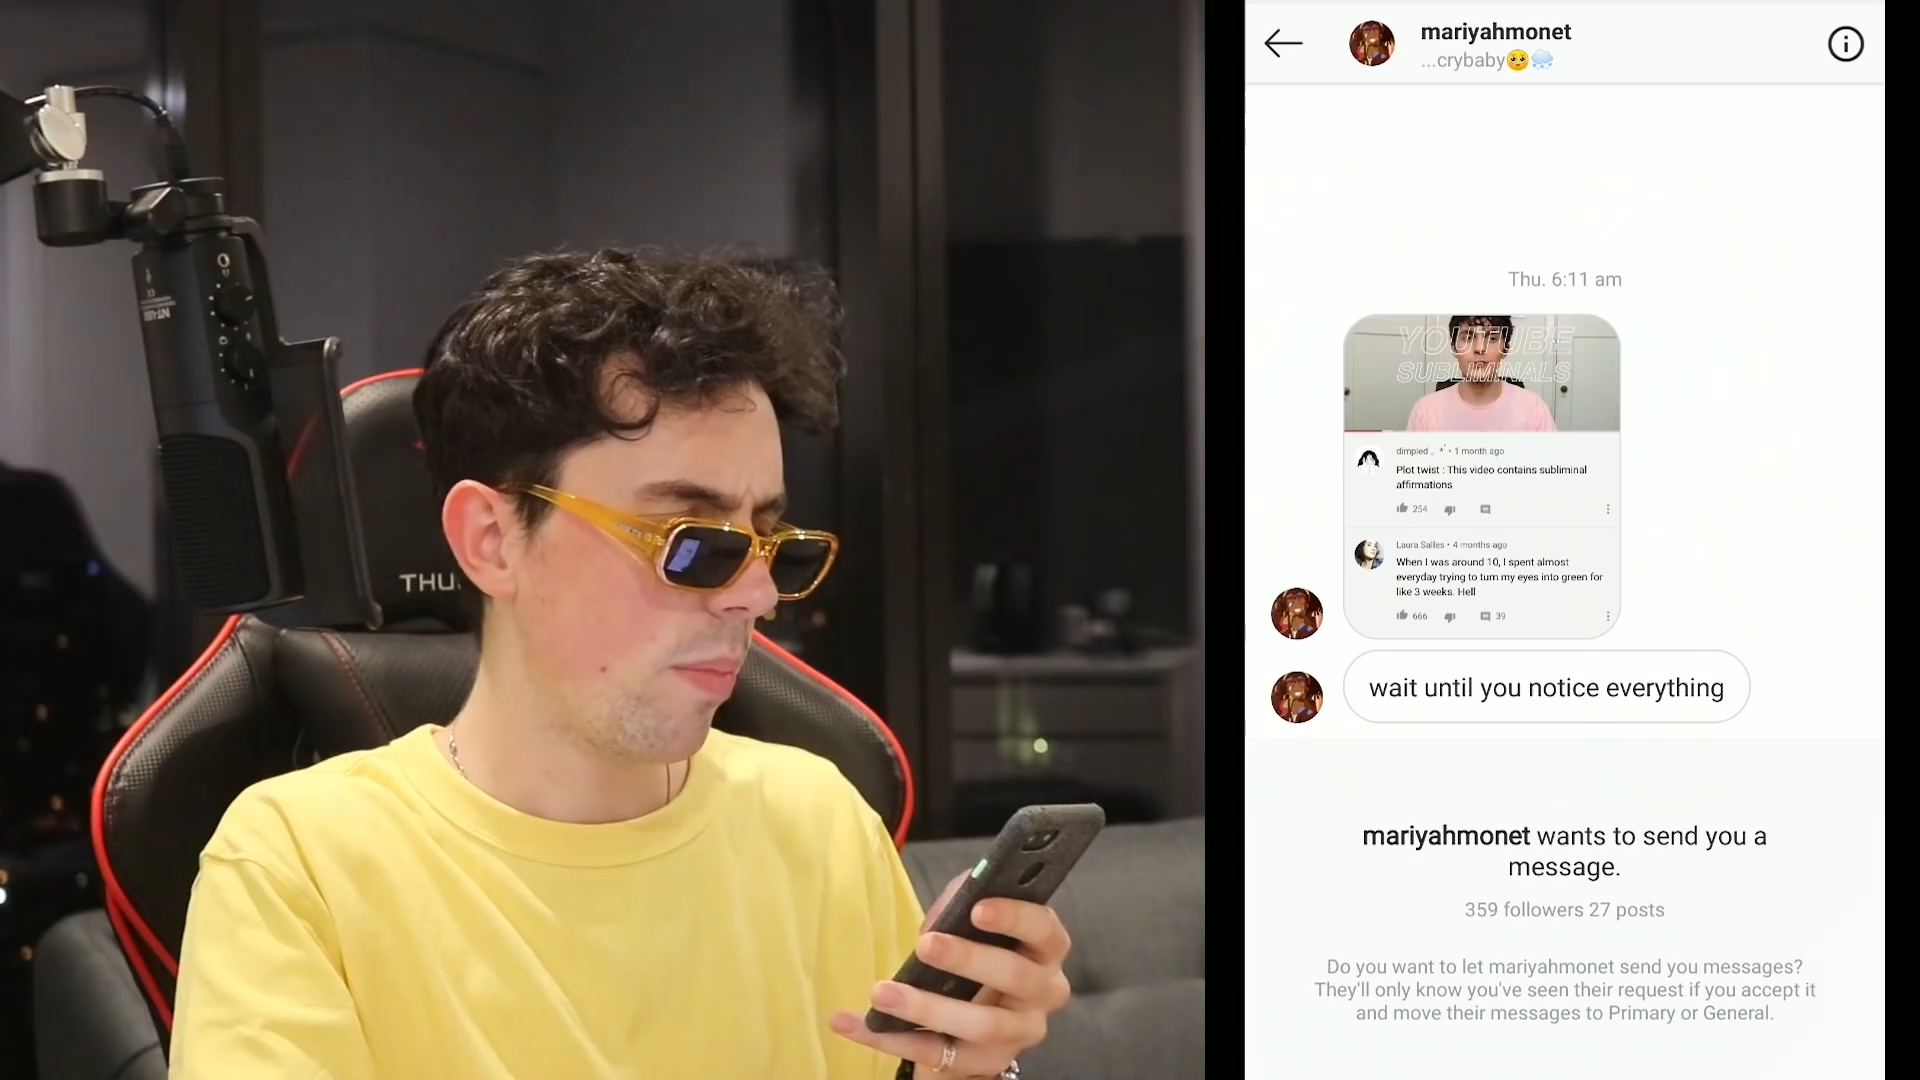 THU
NT-USB
mariyahmonet
...crybaby🥺🌧️
Thu. 6:11 am
YOUTUBE
SUBLIMINALS
dimpled 。 * • 1 month ago
Plot twist : This video contains subliminal
affirmations
254
Laura Salles • 4 months ago
When I was around 10, I spent almost
everyday trying to turn my eyes into green for
like 3 weeks. Hell
666
39
wait until you notice everything
mariyahmonet wants to send you a
message.
359 followers 27 posts
Do you want to let mariyahmonet send you messages?
They'll only know you've seen their request if you accept it
and move their messages to Primary or General.